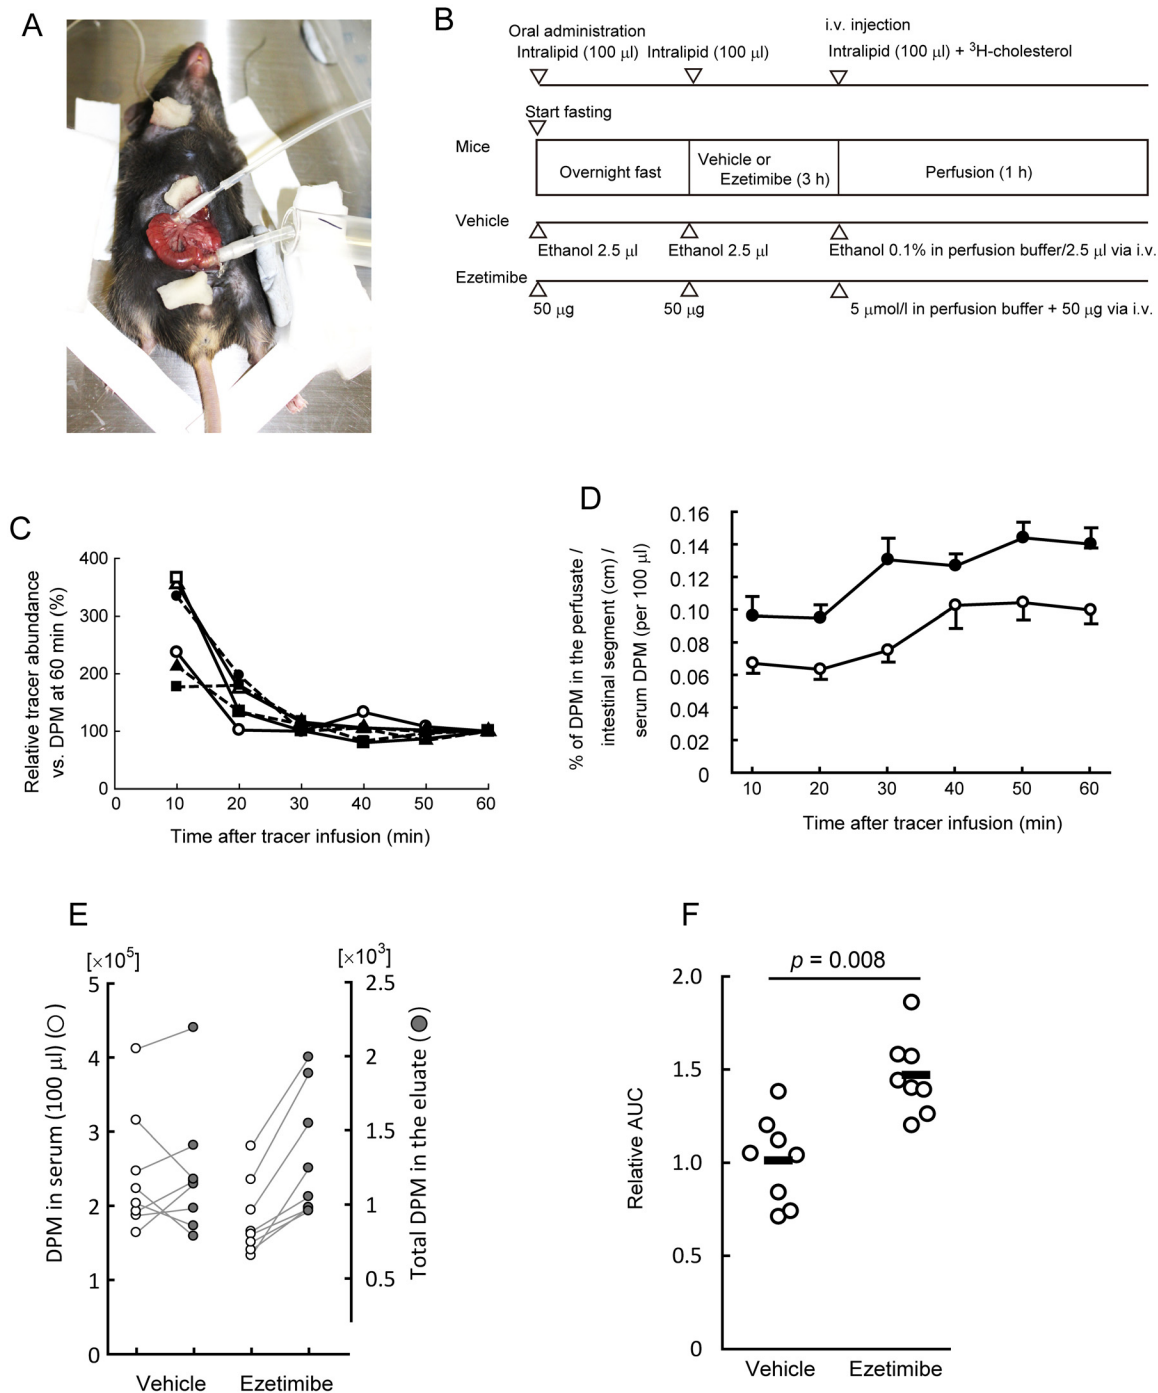 A
B
Oral administration
Intralipid (100 µl)
Intralipid (100 µl)
i.v. injection
Intralipid (100 µl) + ³H-cholesterol
Start fasting
Mice
Overnight fast
Vehicle or
Ezetimibe (3 h)
Perfusion (1 h)
Vehicle
Ethanol 2.5 µl
Ethanol 2.5 µl
Ethanol 0.1% in perfusion buffer/2.5 µl via i.v.
Ezetimibe
50 µg
50 µg
5 µmol/l in perfusion buffer + 50 µg via i.v.
C
Relative tracer abundance
vs. DPM at 60 min (%)
400
300
200
100
0
0 10 20 30 40 50 60
Time after tracer infusion (min)
D
% of DPM in the perfusate /
intestinal segment (cm) /
serum DPM (per 100 µl)
0.16
0.14
0.12
0.10
0.08
0.06
0.04
0.02
0
10 20 30 40 50 60
Time after tracer infusion (min)
E
[×10⁵]
DPM in serum (100 µl) (○)
5
4
3
2
1
0
[×10³]
2.5
2
1.5
1
0.5
Total DPM in the eluate (●)
Vehicle Ezetimibe
F
p = 0.008
Relative AUC
2.0
1.5
1.0
0.5
0
Vehicle Ezetimibe